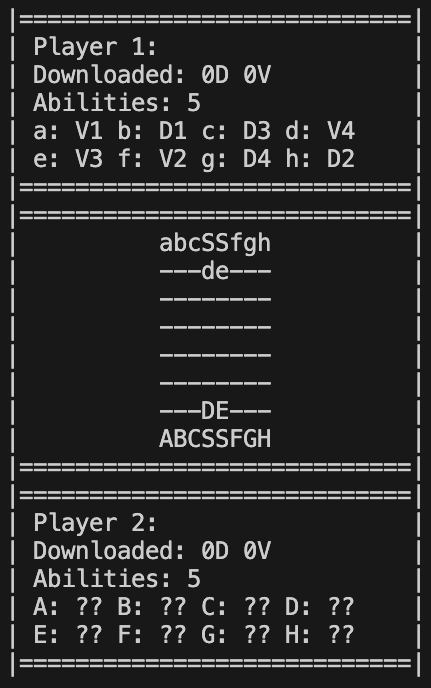 |============================|
| Player 1:
| Downloaded: 0D 0V
| Abilities: 5
| a: V1 b: D1 c: D3 d: V4
| e: V3 f: V2 g: D4 h: D2
|============================|
|============================|
abcSSfgh
---de---
--------
--------
--------
--------
---DE---
ABCSSFGH
|============================|
|============================|
| Player 2:
| Downloaded: 0D 0V
| Abilities: 5
| A: ?? B: ?? C: ?? D: ??
| E: ?? F: ?? G: ?? H: ??
|============================|